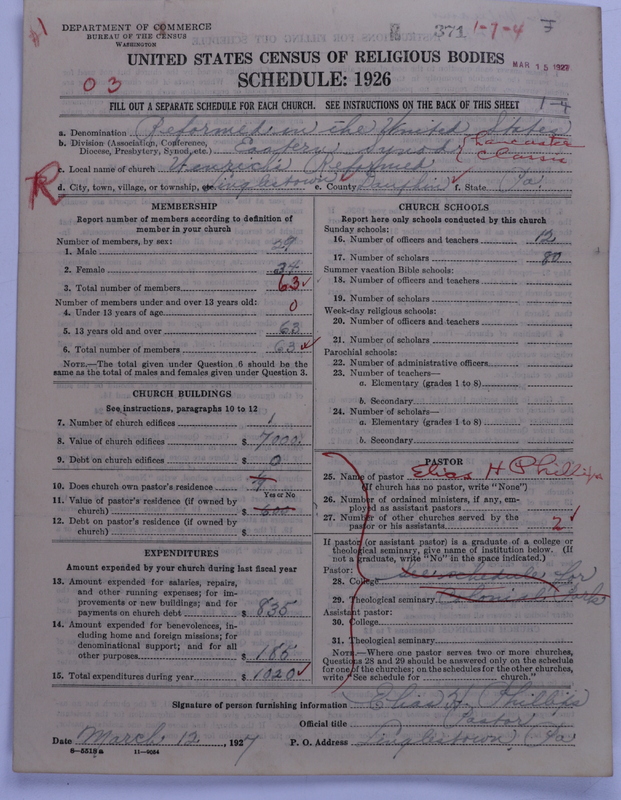 #1 DEPARTMENT OF COMMERCE 371 1-7-4
BUREAU OF THE CENSUS
WASHINGTON
UNITED STATES CENSUS OF RELIGIOUS BODIES
MAR 15 1927
SCHEDULE: 1926
03
FILL OUT A SEPARATE SCHEDULE FOR EACH CHURCH. SEE INSTRUCTIONS ON THE BACK OF THIS SHEET
1-4
a. Denomination Reformed in the United States
b. Division (Association, Conference, Diocese, Presbytery, Synod, etc.) Eastern Synod { Lancaster Classis
c. Local name of church Wenrich Reformed
R d. City, town, village, or township, etc. Linglestown e. County Dauphin f. State Pa.
MEMBERSHIP
Report number of members according to definition of member in your church
Number of members, by sex:
1. Male 29
2. Female 34
3. Total number of members 63 ✓
Number of members under and over 13 years old:
4. Under 13 years of age 0
5. 13 years old and over 63
6. Total number of members 63 ✓
NOTE.—The total given under Question 6 should be the same as the total of males and females given under Question 3.
CHURCH BUILDINGS
See instructions, paragraphs 10 to 12
7. Number of church edifices 1
8. Value of church edifices $ 7000
9. Debt on church edifices $ 0
10. Does church own pastor's residence?
Yes or No
11. Value of pastor's residence (if owned by church) $ 600
12. Debt on pastor's residence (if owned by church) $
EXPENDITURES
Amount expended by church during last fiscal year
13. Amount expended for salaries, repairs, and other running expenses; for improvements or new buildings; and for payments on church debt $ 835
14. Amount expended for benevolences, including home and foreign missions; for denominational support; and for all other purposes $ 185
15. Total expenditures during year $ 1020 ✓
CHURCH SCHOOLS
Report here only schools conducted by this church
Sunday schools:
16. Number of officers and teachers 12
17. Number of scholars 80
Summer vacation Bible schools:
18. Number of officers and teachers
19. Number of scholars
Week-day religious schools:
20. Number of officers and teachers
21. Number of scholars
Parochial schools:
22. Number of administrative officers
23. Number of teachers—
a. Elementary (grades 1 to 8)
b. Secondary
24. Number of scholars—
a. Elementary (grades 1 to 8)
b. Secondary
PASTOR
25. Name of pastor Elias H Phillips
(If church has no pastor, write "None")
26. Number of ordained ministers, if any, employed as assistant pastors
27. Number of other churches served by the pastor or his assistants 2 ✓
If pastor (or assistant pastor) is a graduate of a college or theological seminary, give name of institution below. (If not a graduate, write "No" in the space indicated.)
Pastor:
28. College See schedule for
29. Theological seminary Colonial Park
Assistant pastor:
30. College
31. Theological seminary
NOTE.—Where one pastor serves two or more churches, Questions 28 and 29 should be answered only on the schedule for one of the churches; on the schedules for the other churches, write "See schedule for church."
Signature of person furnishing information Elias H. Phillips
Official title Pastor
Date March 12, 1927 P. O. Address Linglestown, Pa.
8-5518a 11-9084